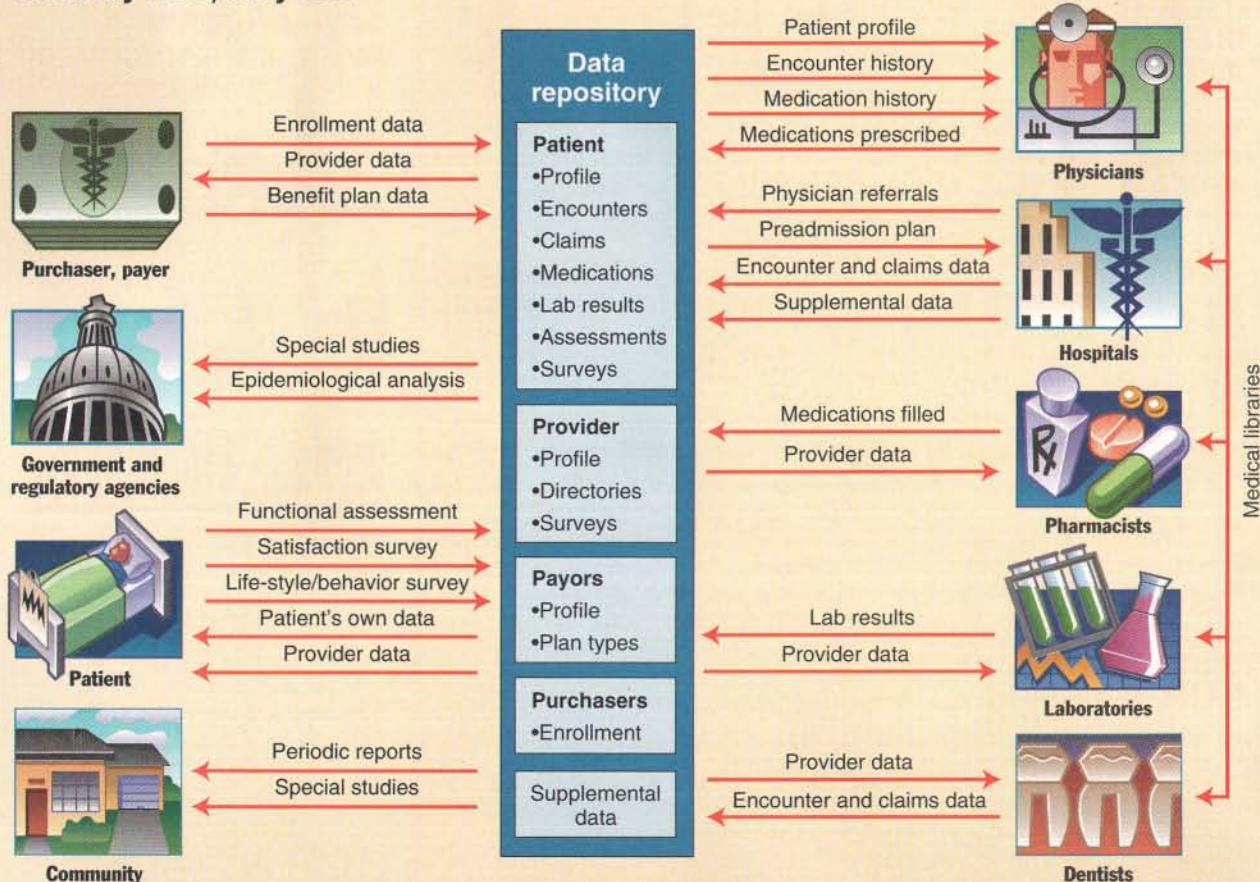 Data
repository
Patient
•Profile
•Encounters
•Claims
•Medications
•Lab results
•Assessments
•Surveys
Provider
•Profile
•Directories
•Surveys
Payors
•Profile
•Plan types
Purchasers
•Enrollment
Supplemental
data
Enrollment data
Provider data
Benefit plan data
Purchaser, payer
Special studies
Epidemiological analysis
Government and
regulatory agencies
Functional assessment
Satisfaction survey
Life-style/behavior survey
Patient's own data
Provider data
Patient
Periodic reports
Special studies
Community
Patient profile
Encounter history
Medication history
Medications prescribed
Physicians
Physician referrals
Preadmission plan
Encounter and claims data
Supplemental data
Hospitals
Medications filled
Provider data
Rx
Pharmacists
Lab results
Provider data
Laboratories
Provider data
Encounter and claims data
Dentists
Medical libraries